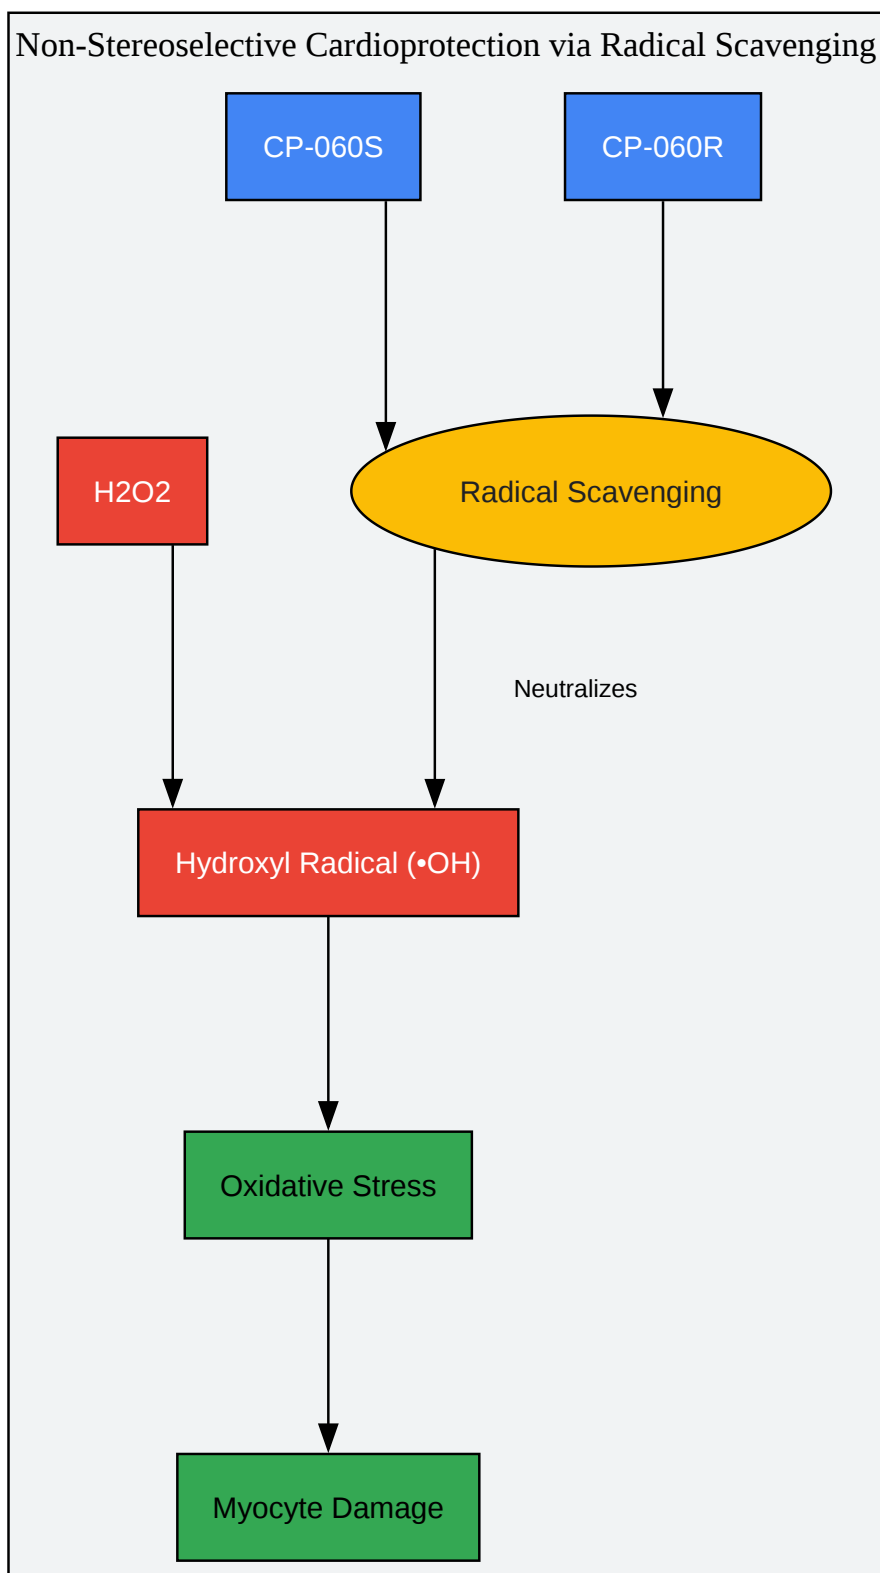 Non-Stereoselective Cardioprotection via Radical Scavenging
CP-060S
CP-060R
H2O2
Radical Scavenging
Neutralizes
Hydroxyl Radical (•OH)
Oxidative Stress
Myocyte Damage